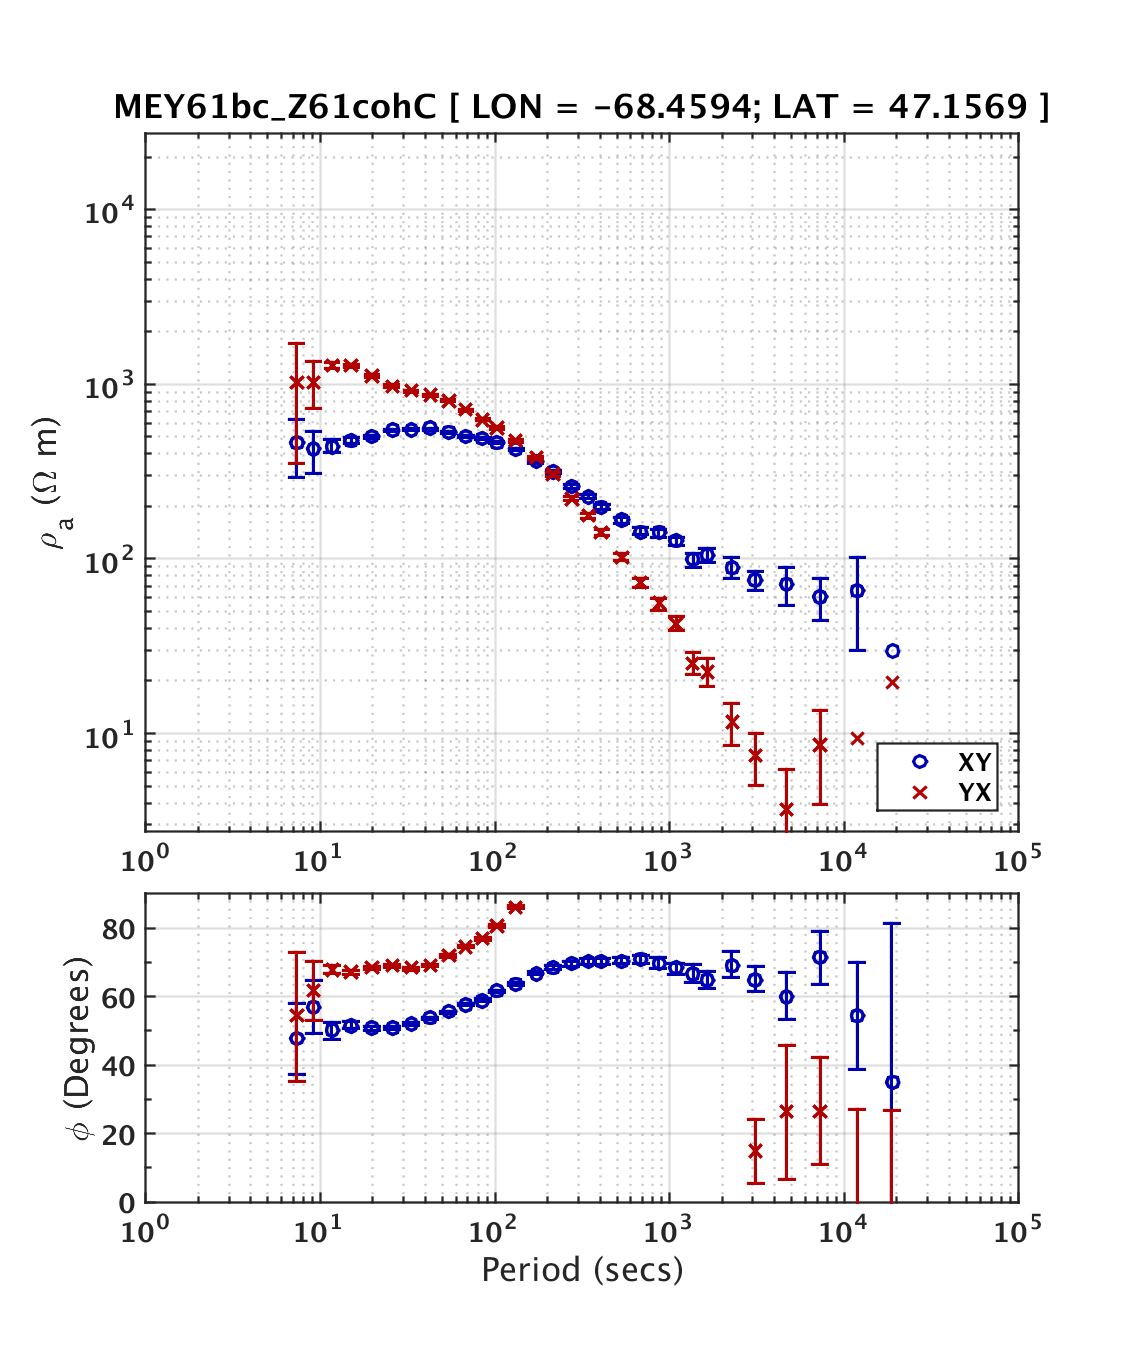 MEY61bc_Z61cohC [ LON = -68.4594; LAT = 47.1569 ]
10^4
10^3
10^2
10^1
ρ_a (Ω m)
XY
YX
10^0 10^1 10^2 10^3 10^4 10^5
80
60
40
20
0
ϕ (Degrees)
10^0 10^1 10^2 10^3 10^4 10^5
Period (secs)